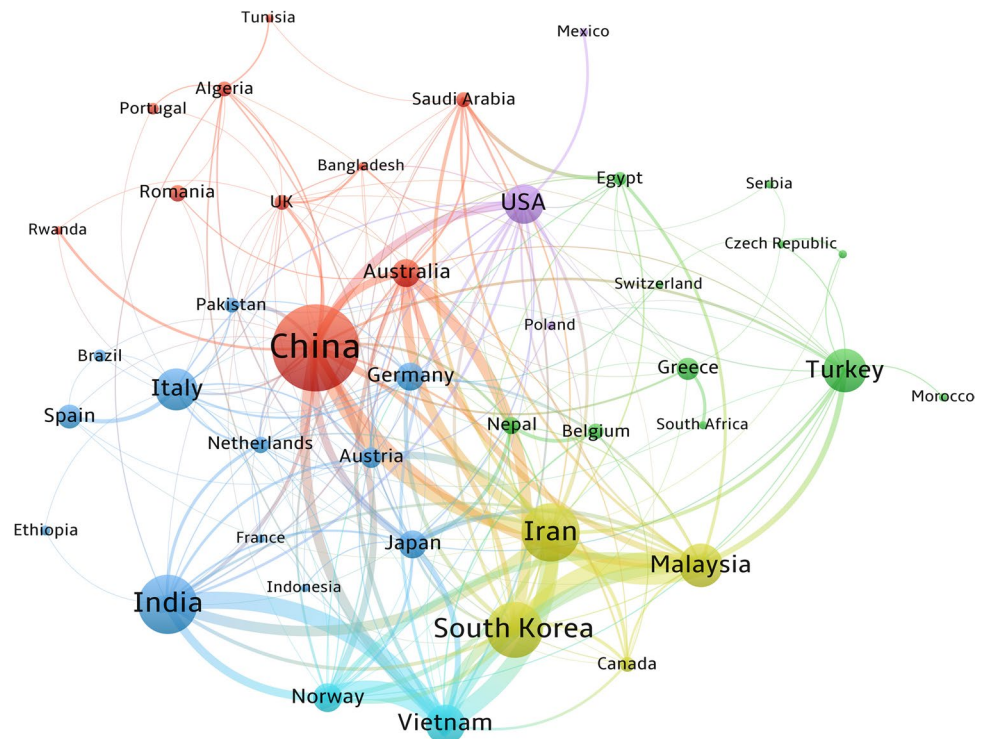 Tunisia
Mexico
Algeria
Saudi Arabia
Portugal
Bangladesh
Egypt
Serbia
Romania
UK
USA
Rwanda
Czech Republic
Australia
Switzerland
Pakistan
Poland
China
Brazil
Germany
Greece
Turkey
Italy
Morocco
Spain
Nepal
Belgium
South Africa
Netherlands
Austria
Ethiopia
France
Japan
Iran
Malaysia
Indonesia
India
South Korea
Canada
Norway
Vietnam